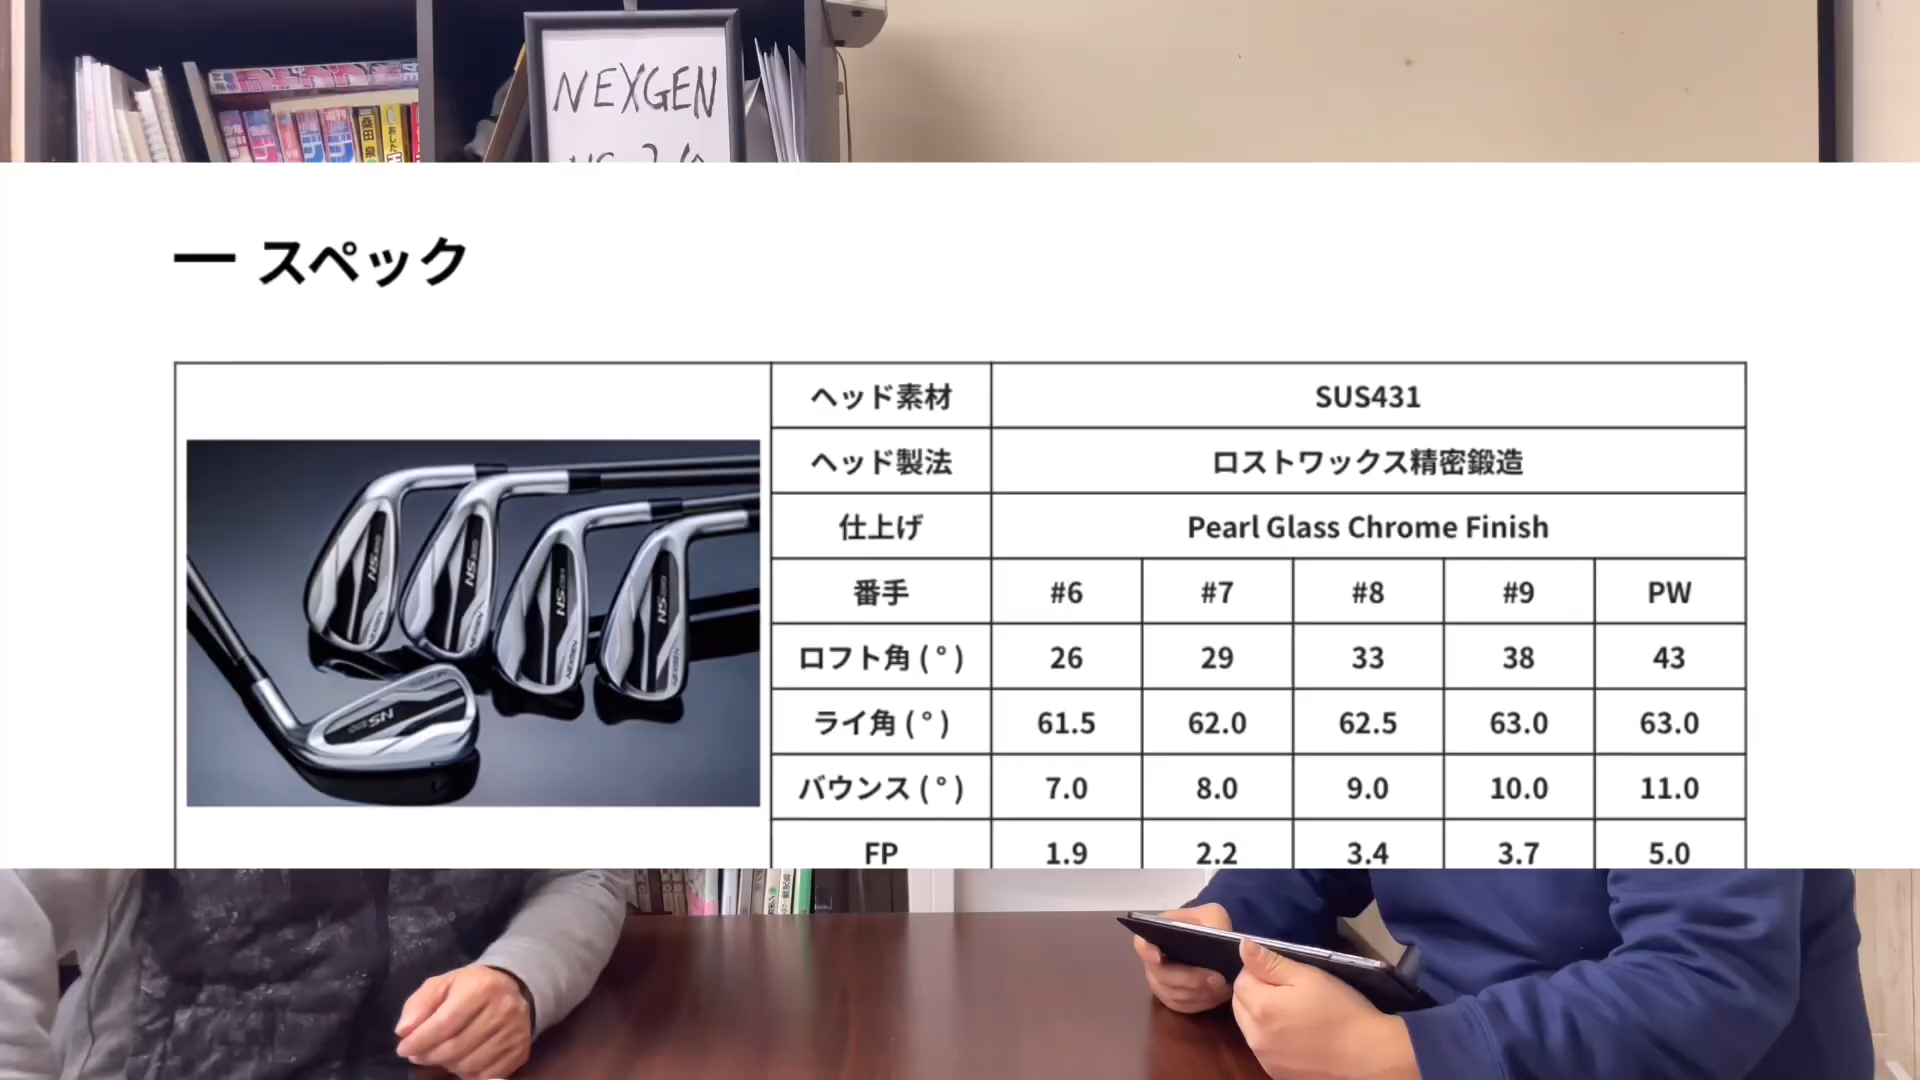 NEXGEN
桑田 泉
ー スペック
ヘッド素材 SUS431
ヘッド製法 ロストワックス精密鍛造
仕上げ Pearl Glass Chrome Finish
番手 #6 #7 #8 #9 PW
ロフト角 ( ° ) 26 29 33 38 43
ライ角 ( ° ) 61.5 62.0 62.5 63.0 63.0
バウンス ( ° ) 7.0 8.0 9.0 10.0 11.0
FP 1.9 2.2 3.4 3.7 5.0